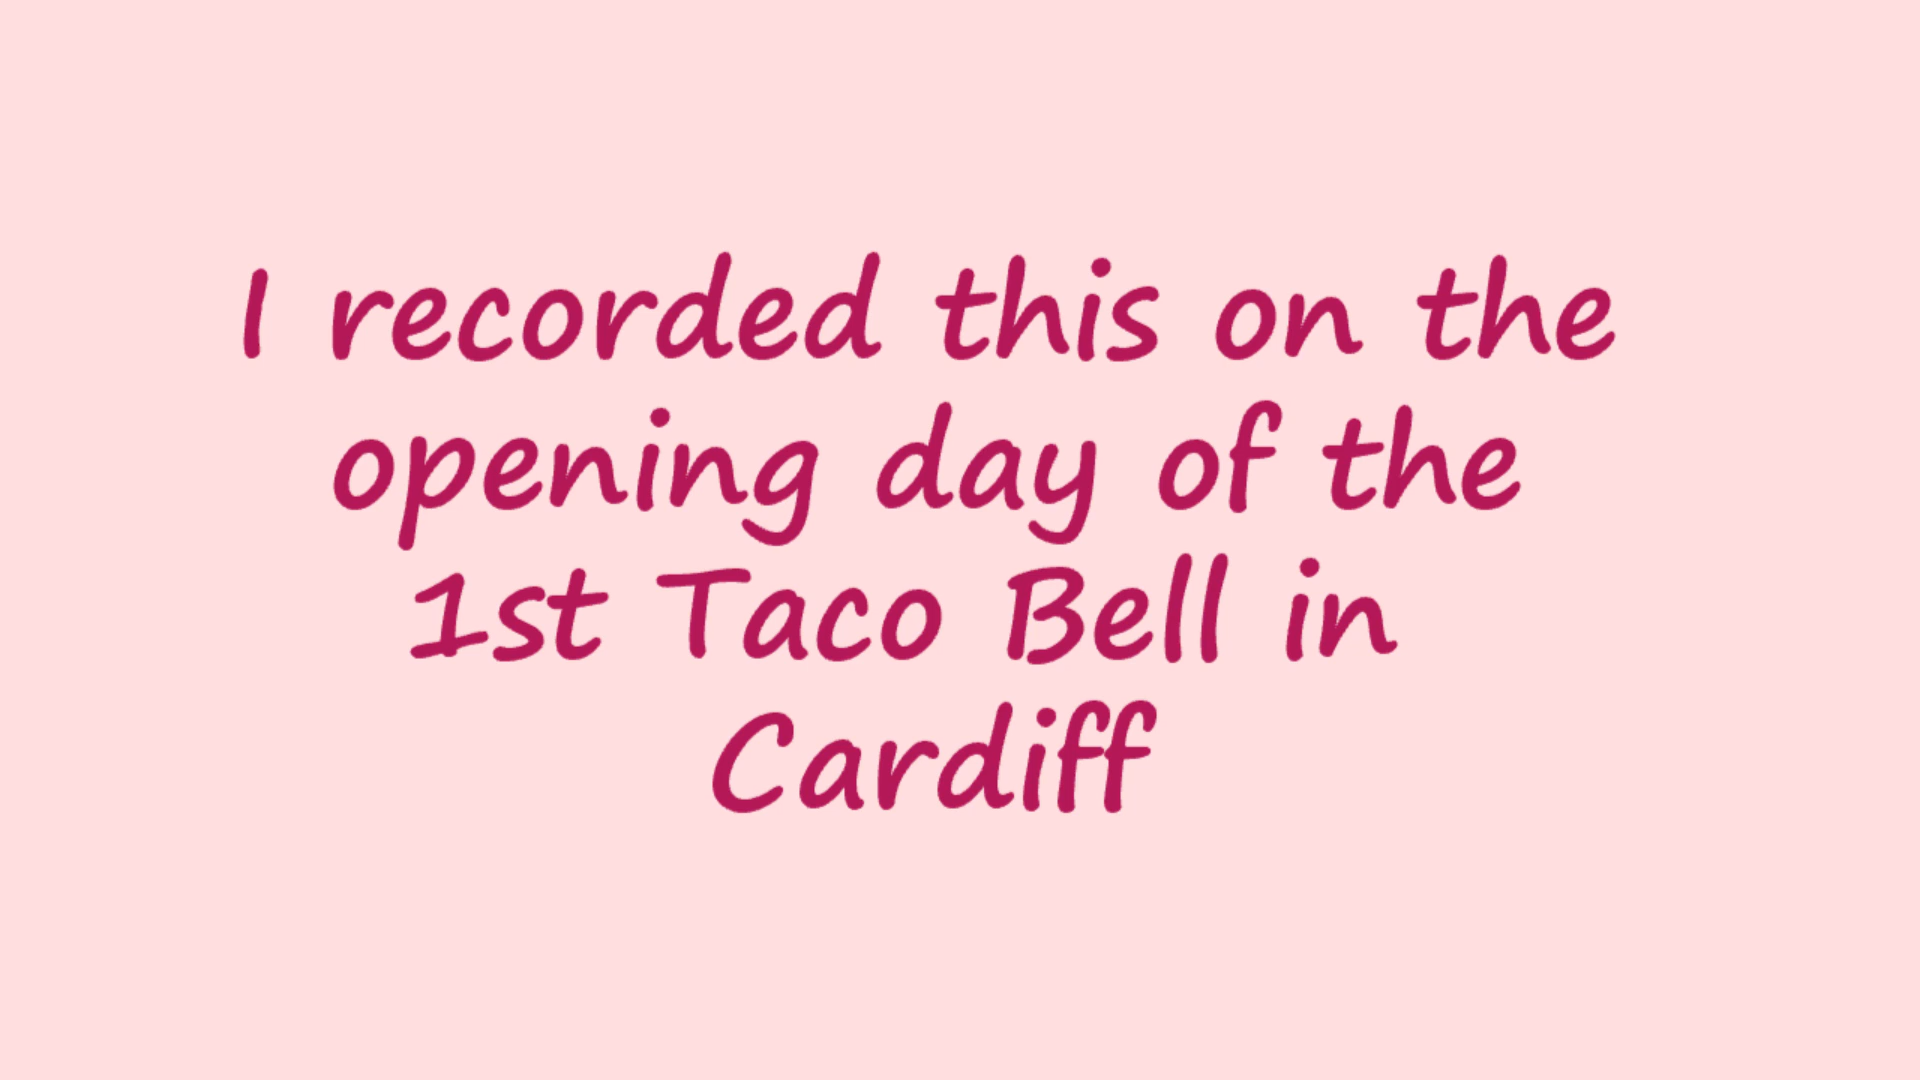 I recorded this on the
opening day of the
1st Taco Bell in
Cardiff